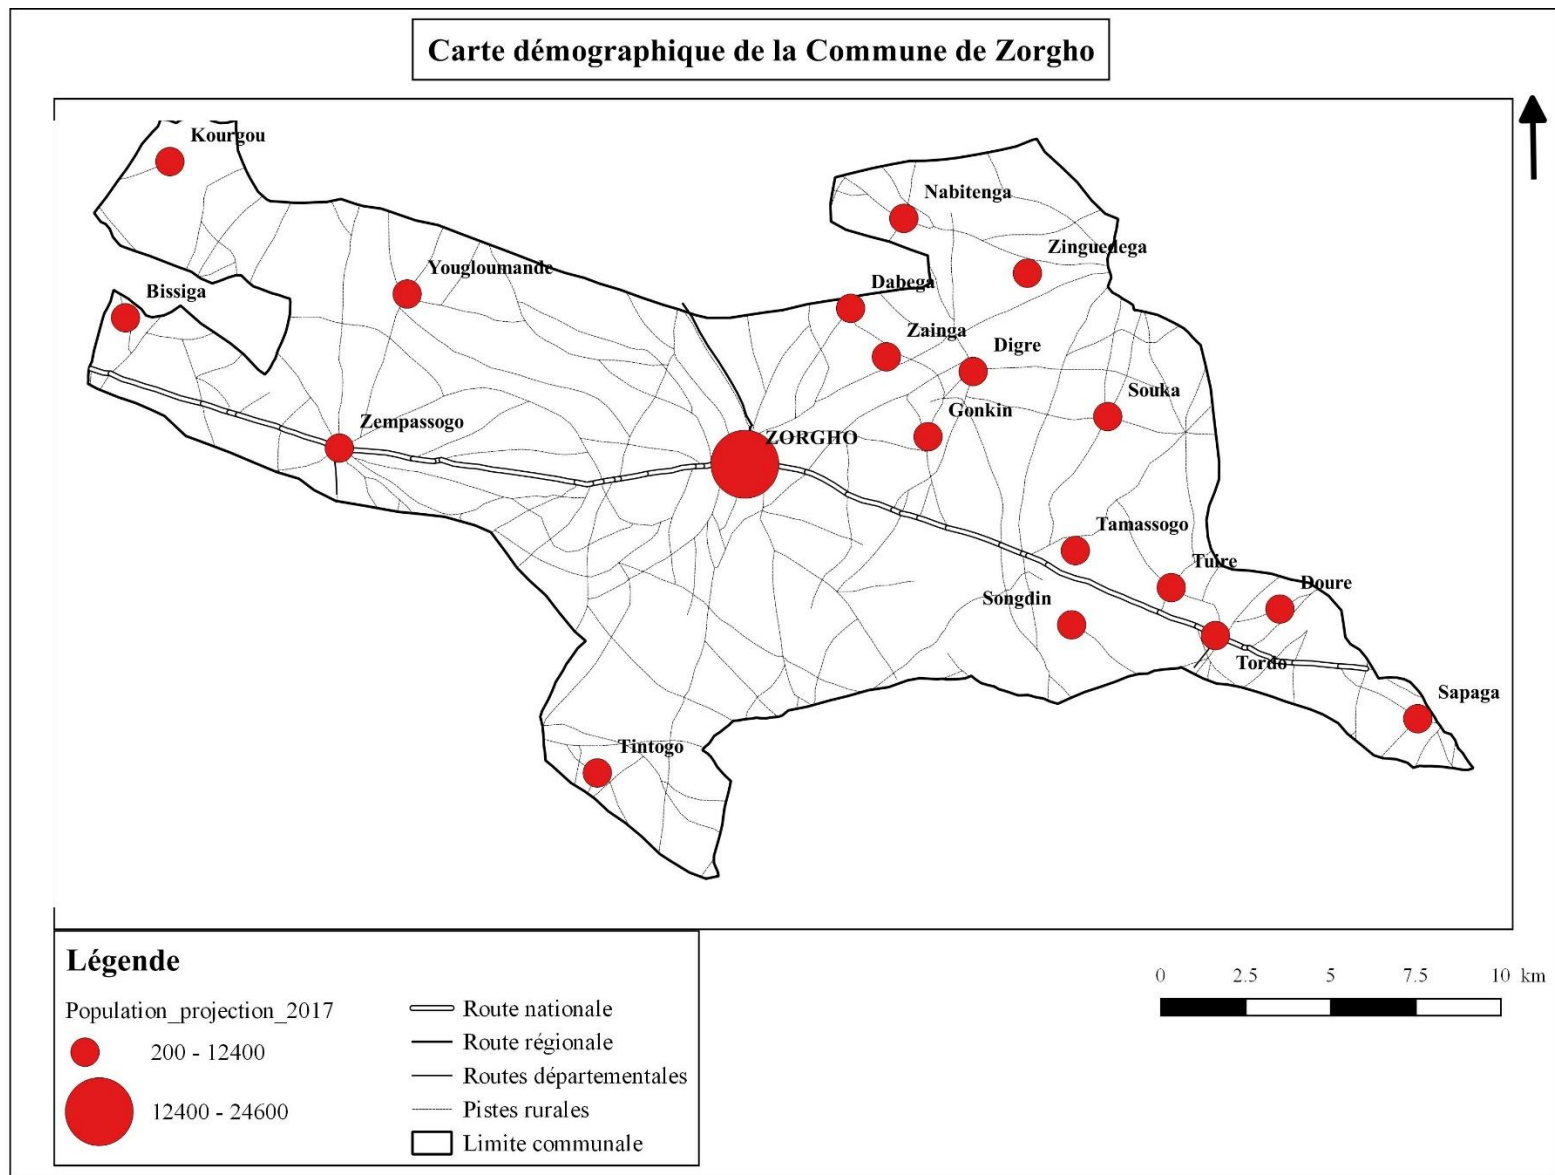 Carte démographique de la Commune de Zorgho
Kourgou
Nabitenga
Zinguedega
Yougloumande
Dabega
Bissiga
Zainga
Digre
Souka
Gonkin
Zempassogo
ZORGHO
Tamassogo
Tuire
Doure
Songdin
Tordo
Sapaga
Tintogo
Légende
Population_projection_2017
200 - 12400
12400 - 24600
Route nationale
Route régionale
Routes départementales
Pistes rurales
Limite communale
0 2.5 5 7.5 10 km